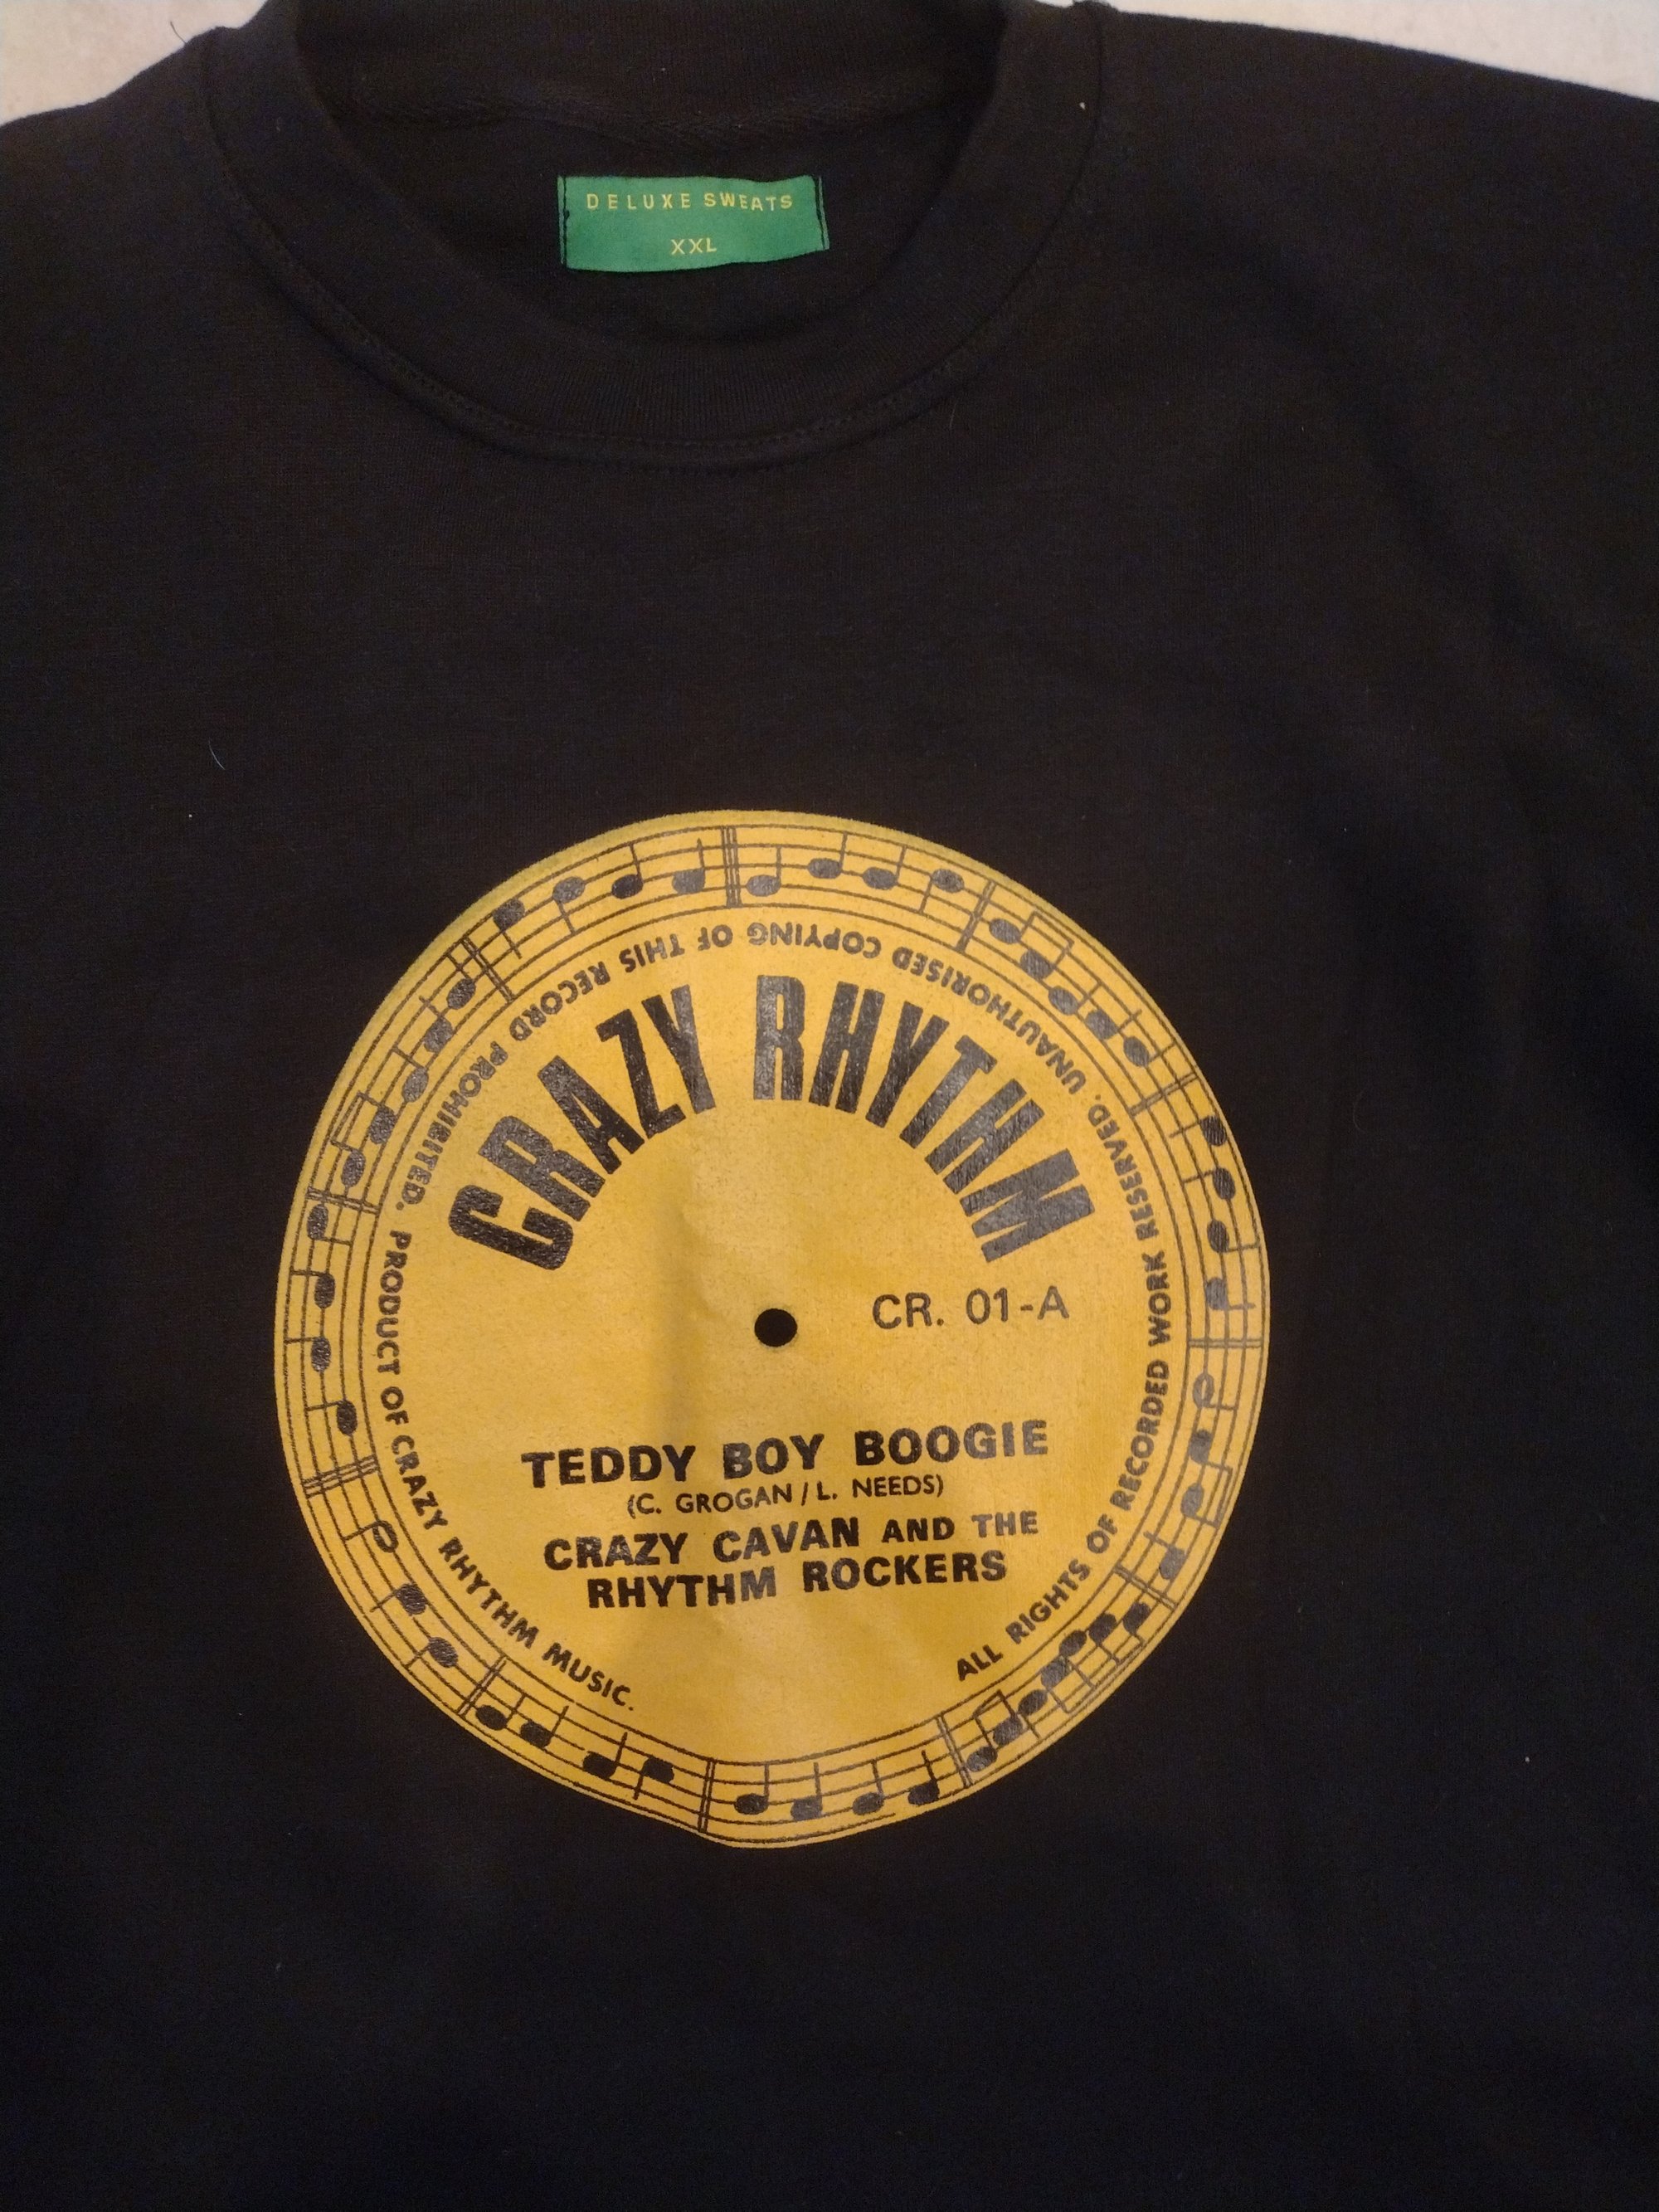 DELUXE SWEATS
XXL
CRAZY RHYTHM
CR. 01-A
TEDDY BOY BOOGIE
(C. GROGAN / L. NEEDS)
CRAZY CAVAN AND THE
RHYTHM ROCKERS
ALL RIGHTS OF RECORDED WORK RESERVED. UNAUTHORISED COPYING OF THIS RECORD PROHIBITED. PRODUCT OF CRAZY RHYTHM MUSIC.